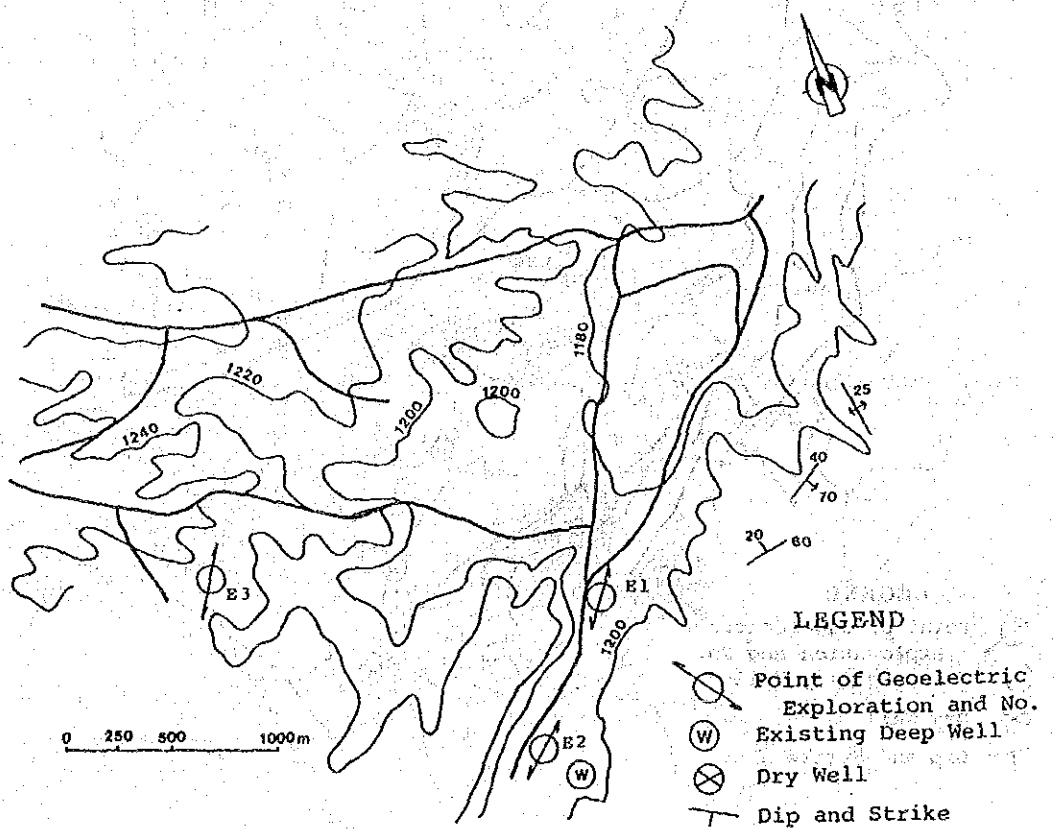 N
1180
1220
1200
1200
25
1240
40
70
20
60
E3
E1
1200
LEGEND
Point of Geoelectric
Exploration and No.
W Existing Deep Well
Dry Well
Dip and Strike
0 250 500 1000m
E2
W